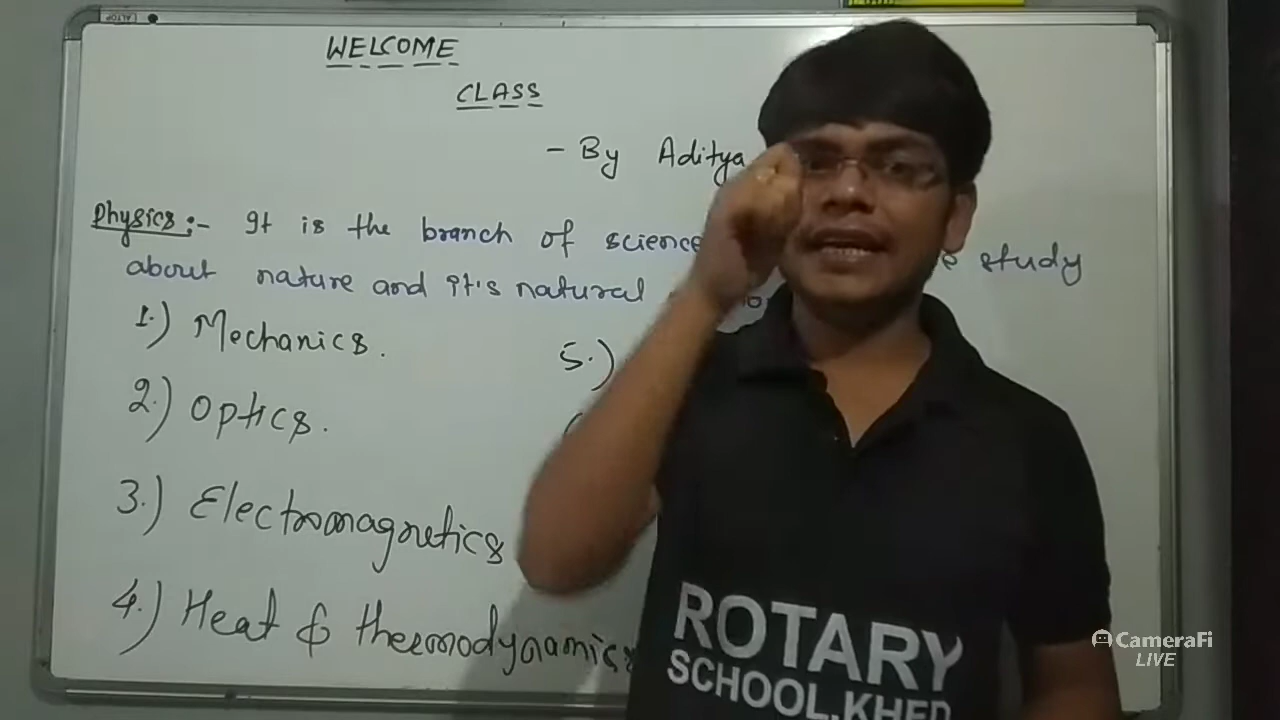 WELCOME
CLASS
- By Aditya
Physics :- It is the branch of science study
about nature and it's natural
1.) Mechanics.
2.) Optics.
3.) Electromagnetics
4.) Heat & thermodynamics
5.)
ROTARY
SCHOOL,KHED
CameraFi
LIVE